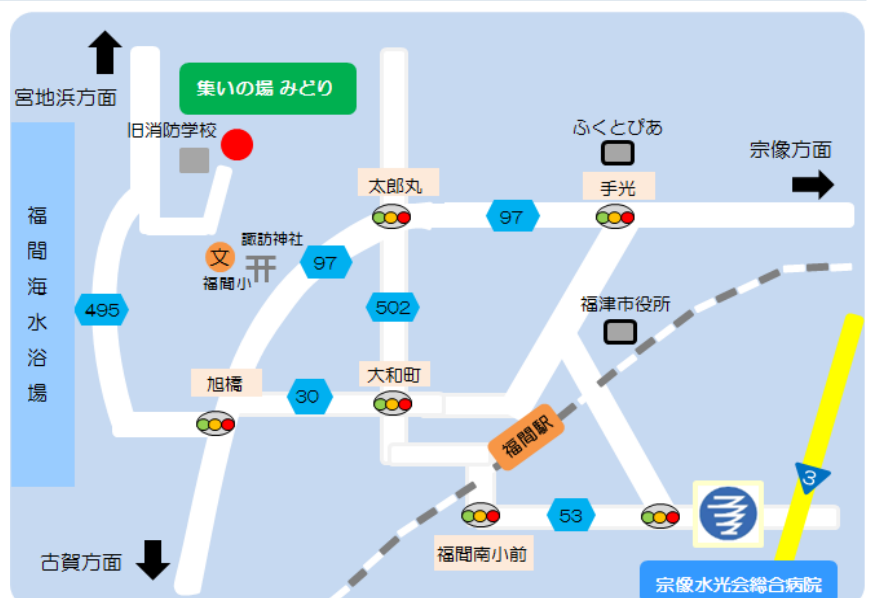 宮地浜方面
集いの場 みどり
旧消防学校
ふくとぴあ
宗像方面
太郎丸
手光
97
福間海水浴場
諏訪神社
文
福間小
97
495
502
福津市役所
旭橋
大和町
30
福間駅
3
53
福間南小前
古賀方面
宗像水光会総合病院